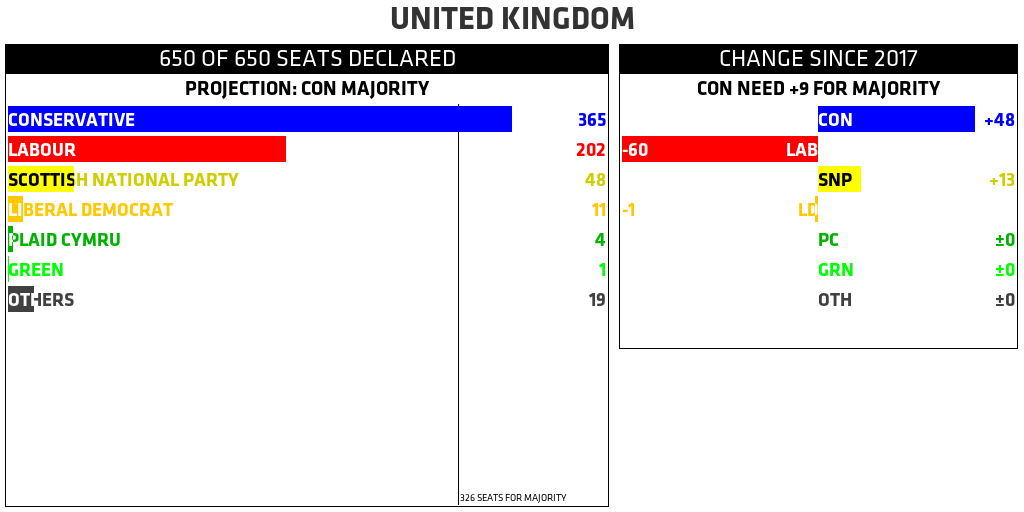 UNITED KINGDOM
650 OF 650 SEATS DECLARED
PROJECTION: CON MAJORITY
CONSERVATIVE 365
LABOUR 202
SCOTTISH NATIONAL PARTY 48
LIBERAL DEMOCRAT 11
PLAID CYMRU 4
GREEN 1
OTHERS 19
326 SEATS FOR MAJORITY
CHANGE SINCE 2017
CON NEED +9 FOR MAJORITY
CON +48
-60 LAB
SNP +13
-1 LD
PC ±0
GRN ±0
OTH ±0